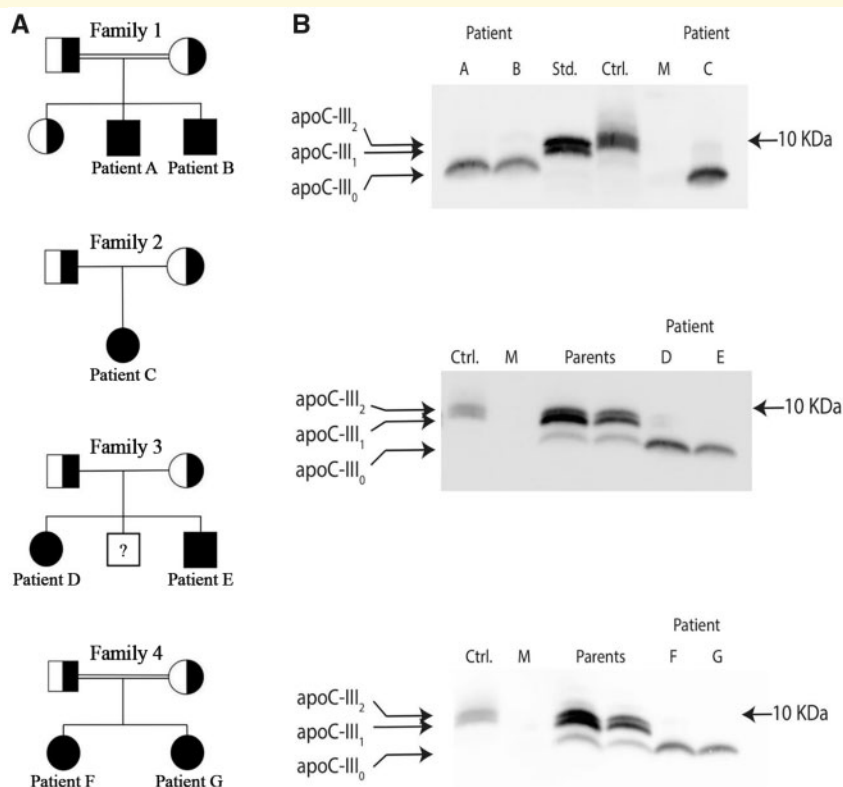 A
Family 1
Patient A Patient B
Family 2
Patient C
Family 3
?
Patient D Patient E
Family 4
Patient F Patient G
B
Patient Patient
A B Std. Ctrl. M C
apoC-III2
apoC-III1
apoC-III0
10 KDa
Patient
Ctrl. M Parents D E
apoC-III2
apoC-III1
apoC-III0
10 KDa
Patient
Ctrl. M Parents F G
apoC-III2
apoC-III1
apoC-III0
10 KDa